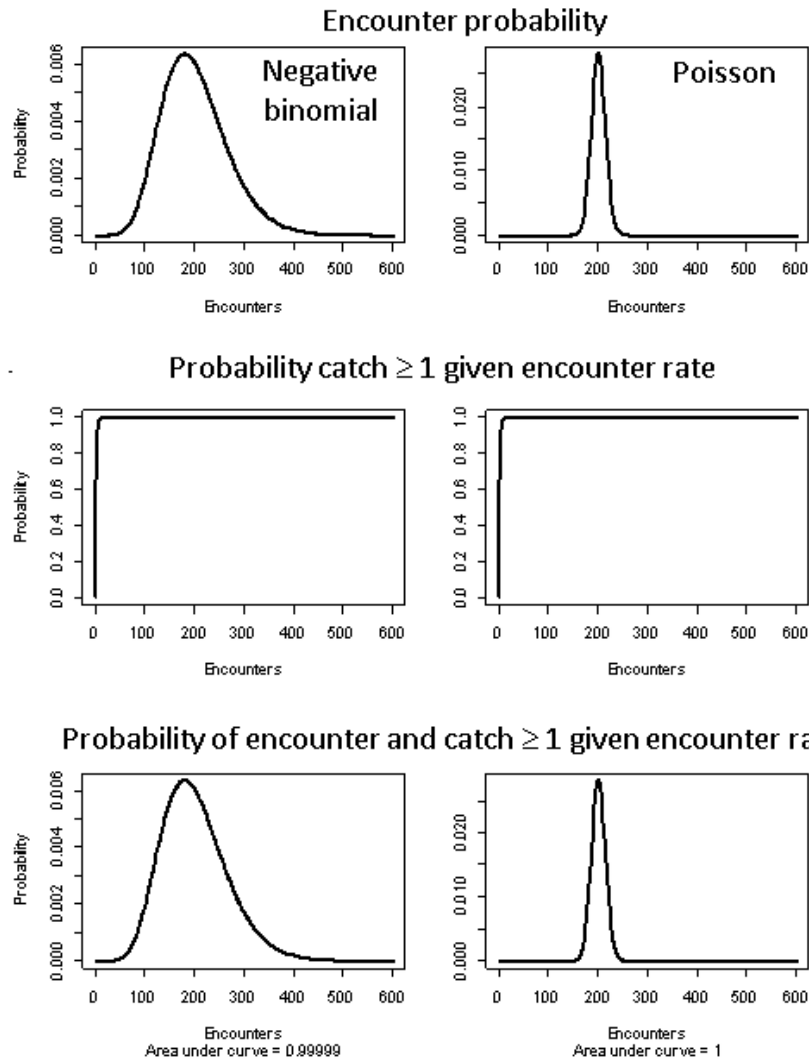 Encounter probability
Negative
binomial
Probability
0.000 0.002 0.004 0.006
0 100 200 300 400 500 600
Encounters
Poisson
0.000 0.010 0.020
0 100 200 300 400 500 600
Encounters
Probability catch ≥ 1 given encounter rate
Probability
0.0 0.2 0.4 0.6 0.8 1.0
0 100 200 300 400 500 600
Encounters
0.0 0.2 0.4 0.6 0.8 1.0
0 100 200 300 400 500 600
Encounters
Probability of encounter and catch ≥ 1 given encounter ra
Probability
0.000 0.002 0.004 0.006
0 100 200 300 400 500 600
Encounters
Area under curve = 0.99999
0.000 0.010 0.020
0 100 200 300 400 500 600
Encounters
Area under curve = 1